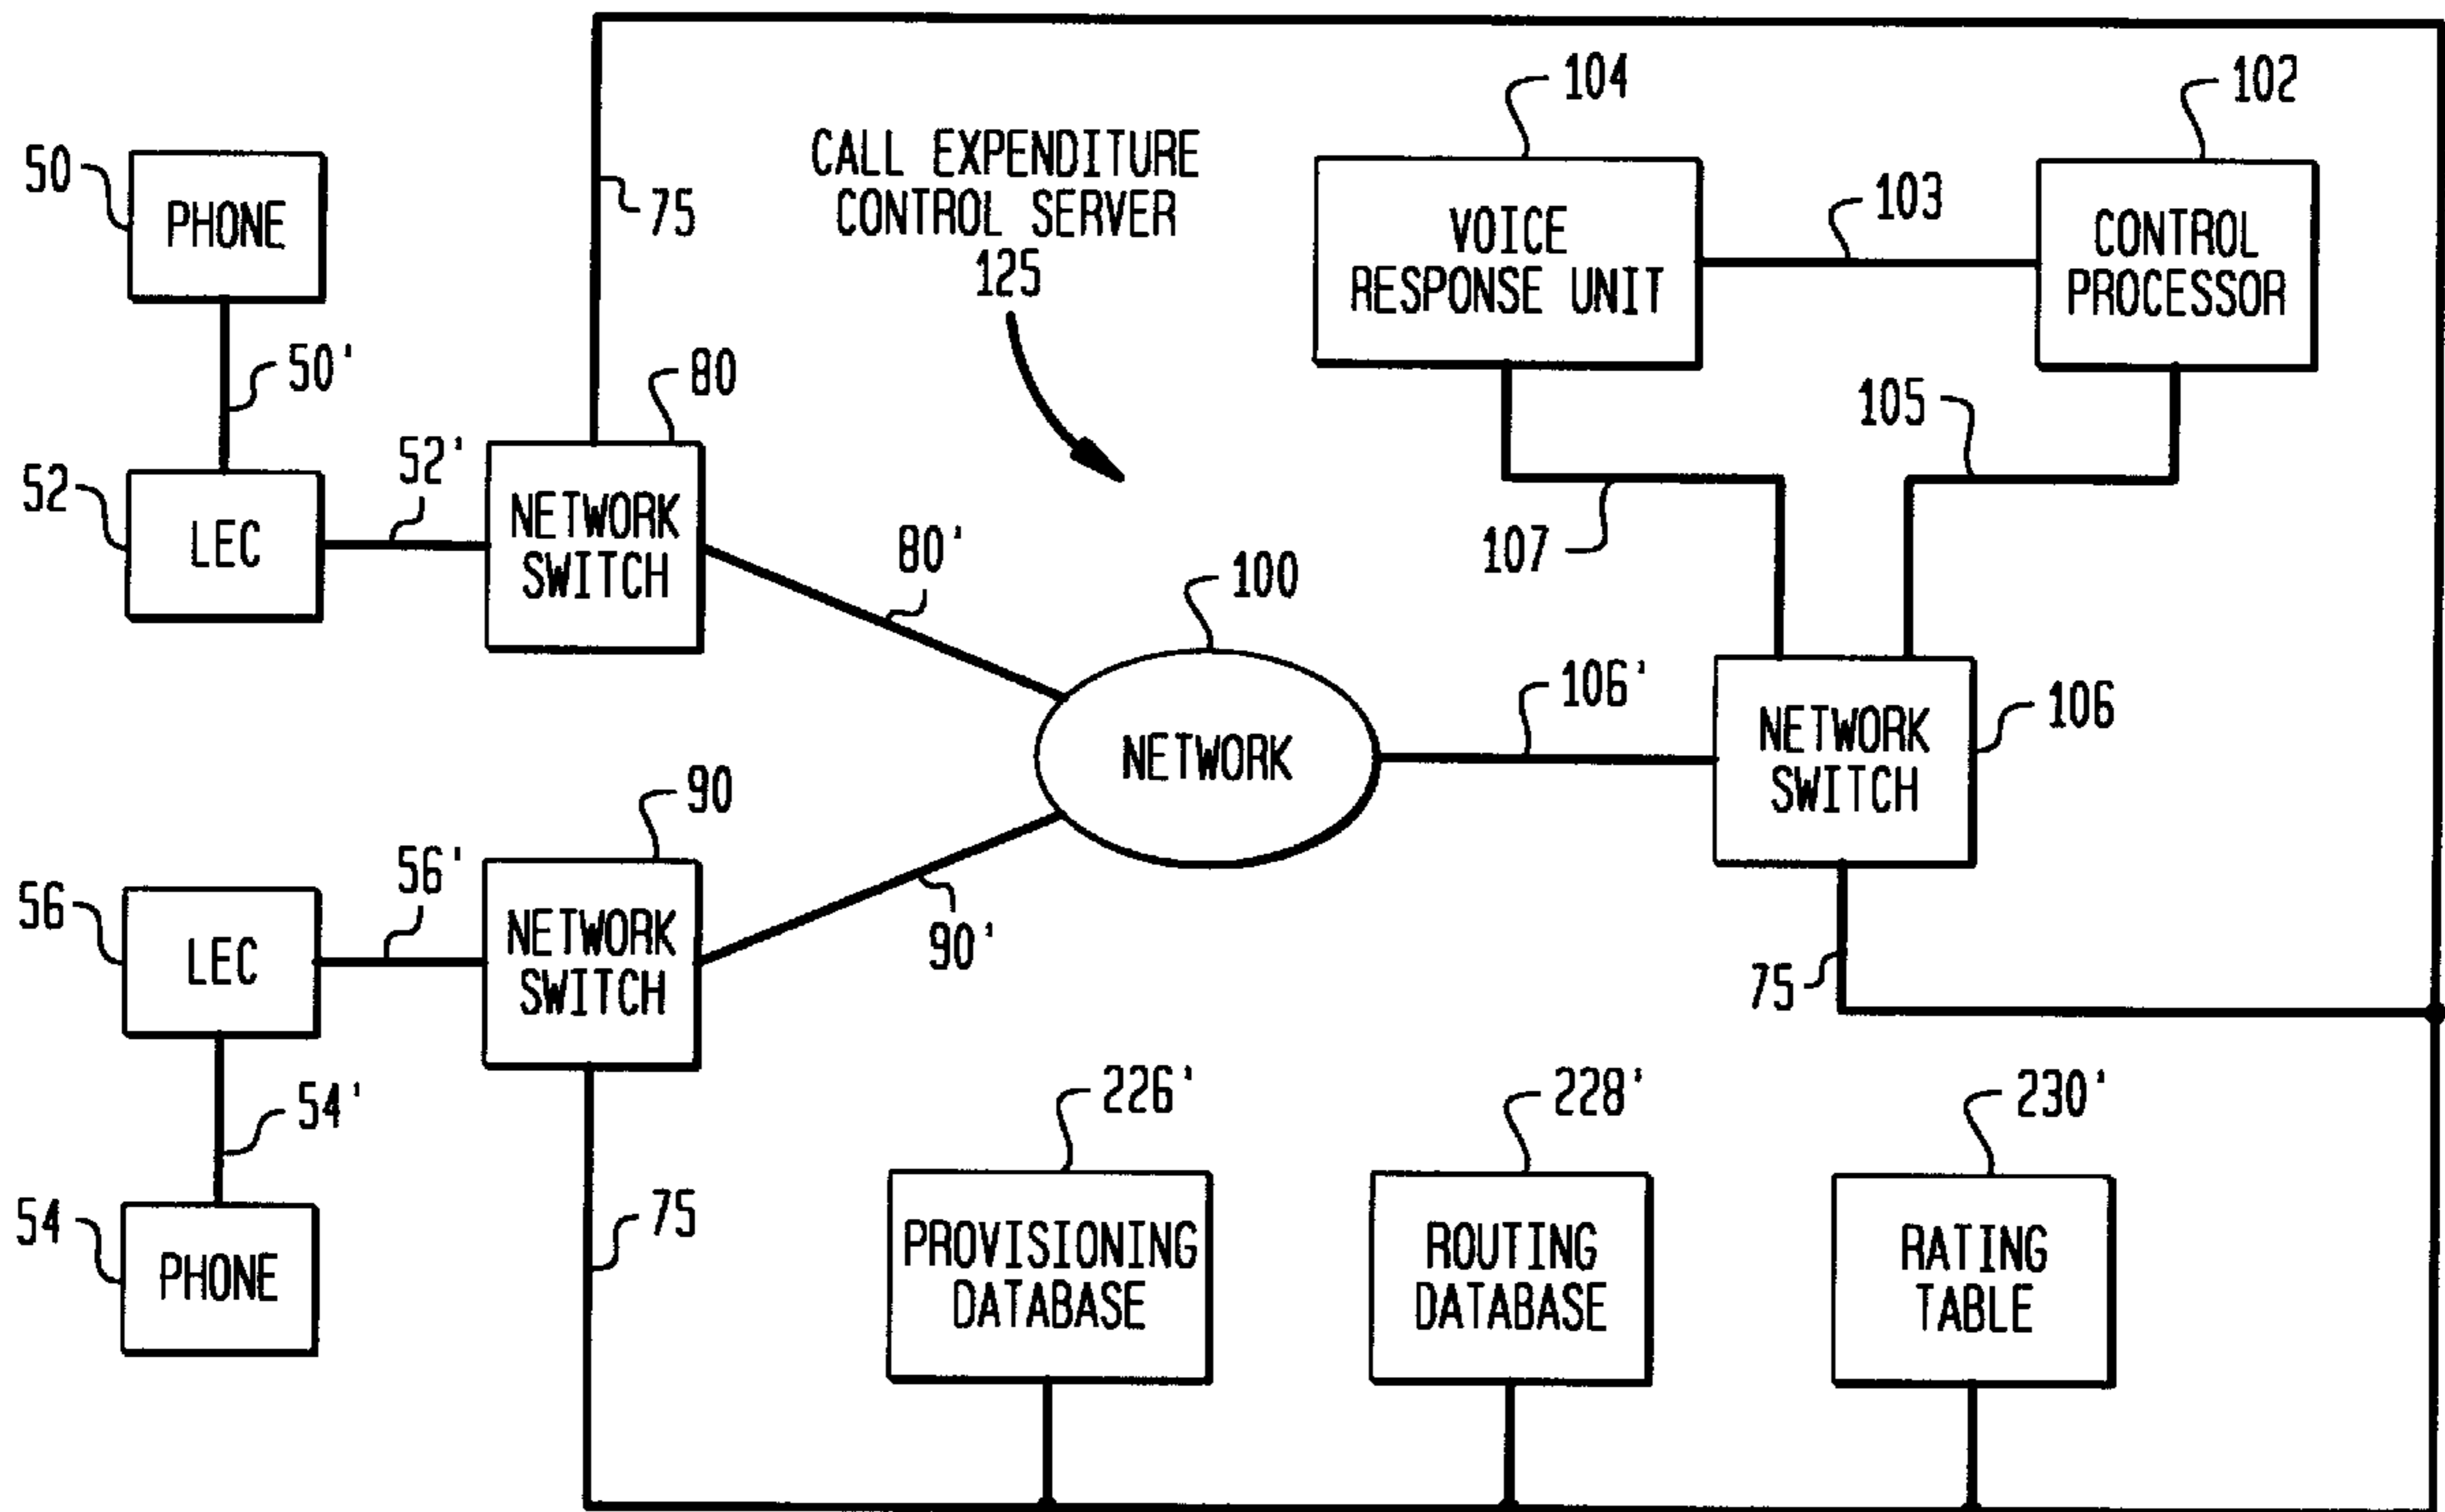 104
102
CALL EXPENDITURE
CONTROL SERVER
125
50
PHONE
75
VOICE
RESPONSE UNIT
103
CONTROL
PROCESSOR
50'
80
105
52
LEC
52'
NETWORK
SWITCH
107
80'
100
106'
106
NETWORK
NETWORK
SWITCH
90
56
LEC
56'
NETWORK
SWITCH
90'
75
54'
226'
228'
230'
54
PHONE
75
PROVISIONING
DATABASE
ROUTING
DATABASE
RATING
TABLE